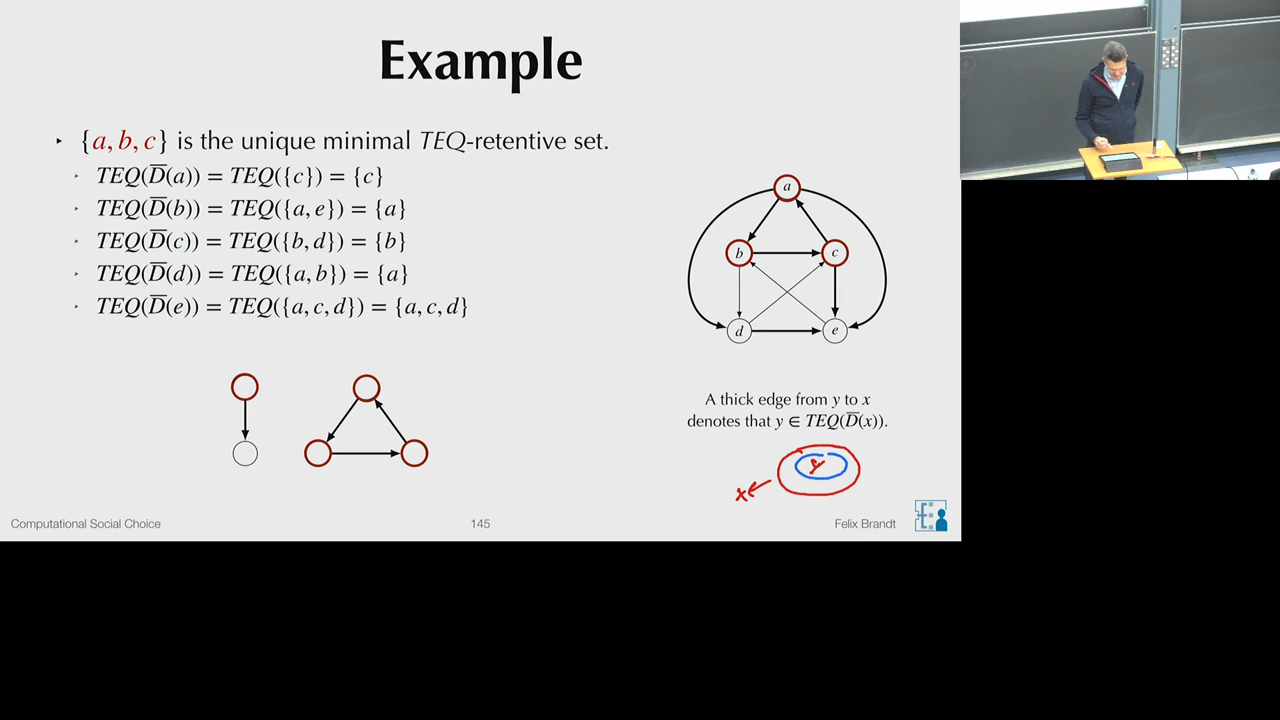 Example
‣ {a, b, c} is the unique minimal TEQ-retentive set.
‣ TEQ(D̅(a)) = TEQ({c}) = {c}
‣ TEQ(D̅(b)) = TEQ({a, e}) = {a}
‣ TEQ(D̅(c)) = TEQ({b, d}) = {b}
‣ TEQ(D̅(d)) = TEQ({a, b}) = {a}
‣ TEQ(D̅(e)) = TEQ({a, c, d}) = {a, c, d}
a
b c
d e
A thick edge from y to x
denotes that y ∈ TEQ(D̅(x)).
y
x
Computational Social Choice
145
Felix Brandt